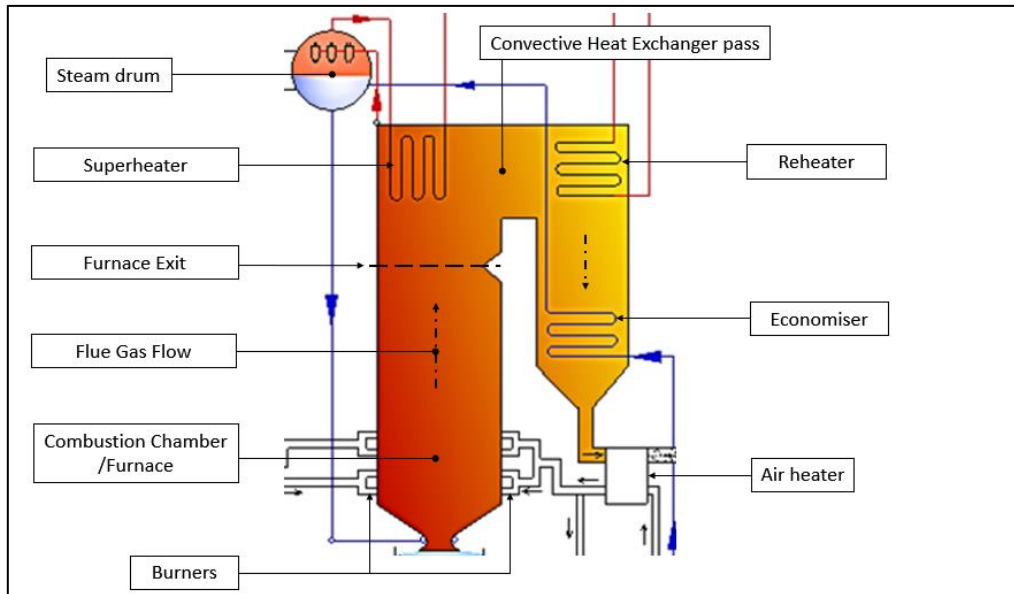 Steam drum
Convective Heat Exchanger pass
Superheater
Reheater
Furnace Exit
Economiser
Flue Gas Flow
Combustion Chamber
/Furnace
Air heater
Burners